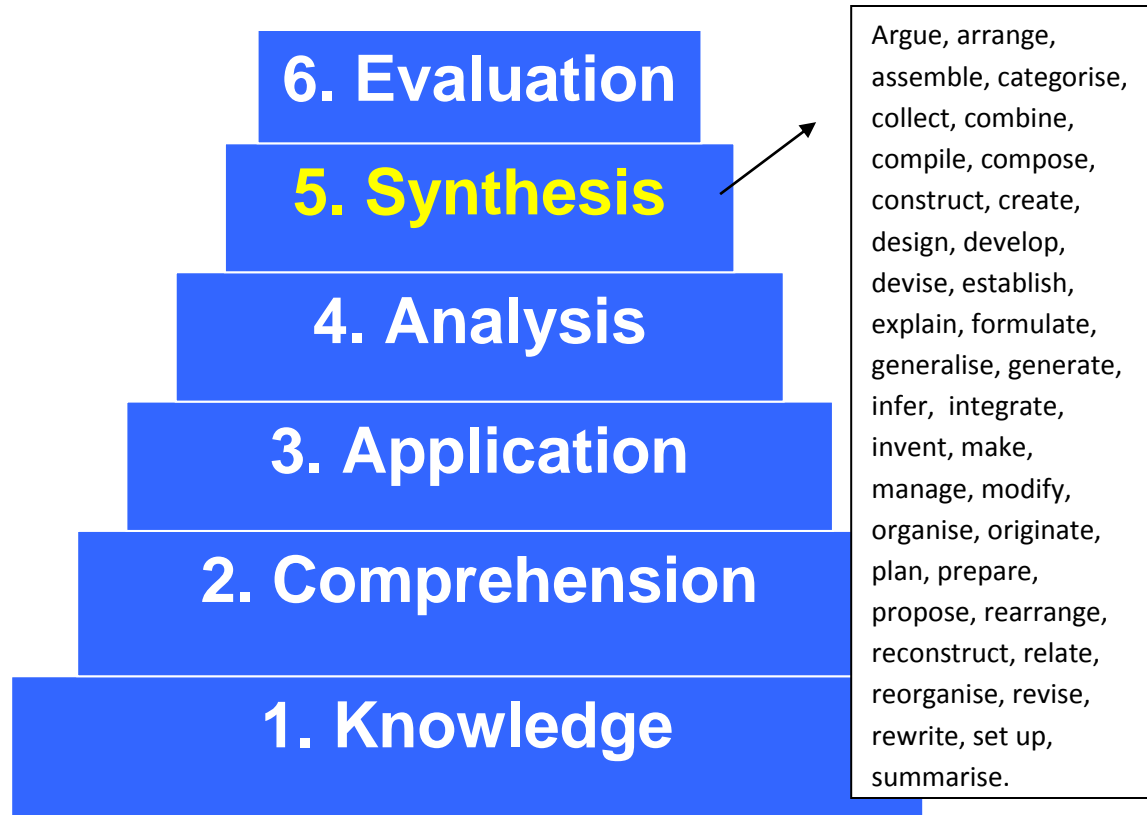 6. Evaluation
5. Synthesis
4. Analysis
3. Application
2. Comprehension
1. Knowledge
Argue, arrange,
assemble, categorise,
collect, combine,
compile, compose,
construct, create,
design, develop,
devise, establish,
explain, formulate,
generalise, generate,
infer,  integrate,
invent, make,
manage, modify,
organise, originate,
plan, prepare,
propose, rearrange,
reconstruct, relate,
reorganise, revise,
rewrite, set up,
summarise.